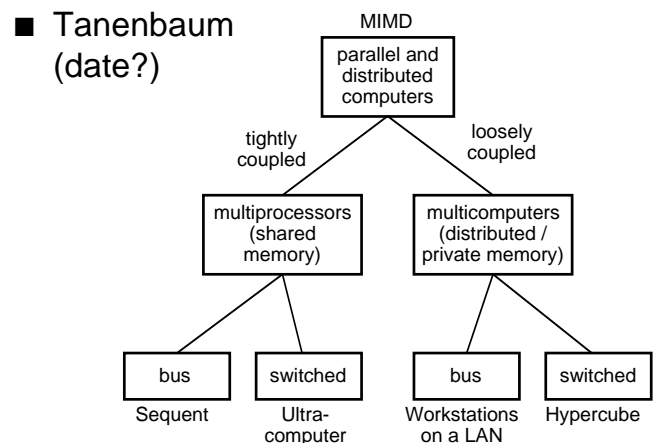 ■ Tanenbaum
(date?)
MIMD
parallel and
distributed
computers
tightly
coupled
loosely
coupled
multiprocessors
(shared
memory)
multicomputers
(distributed /
private memory)
bus
switched
bus
switched
Sequent
Ultra-
computer
Workstations
on a LAN
Hypercube